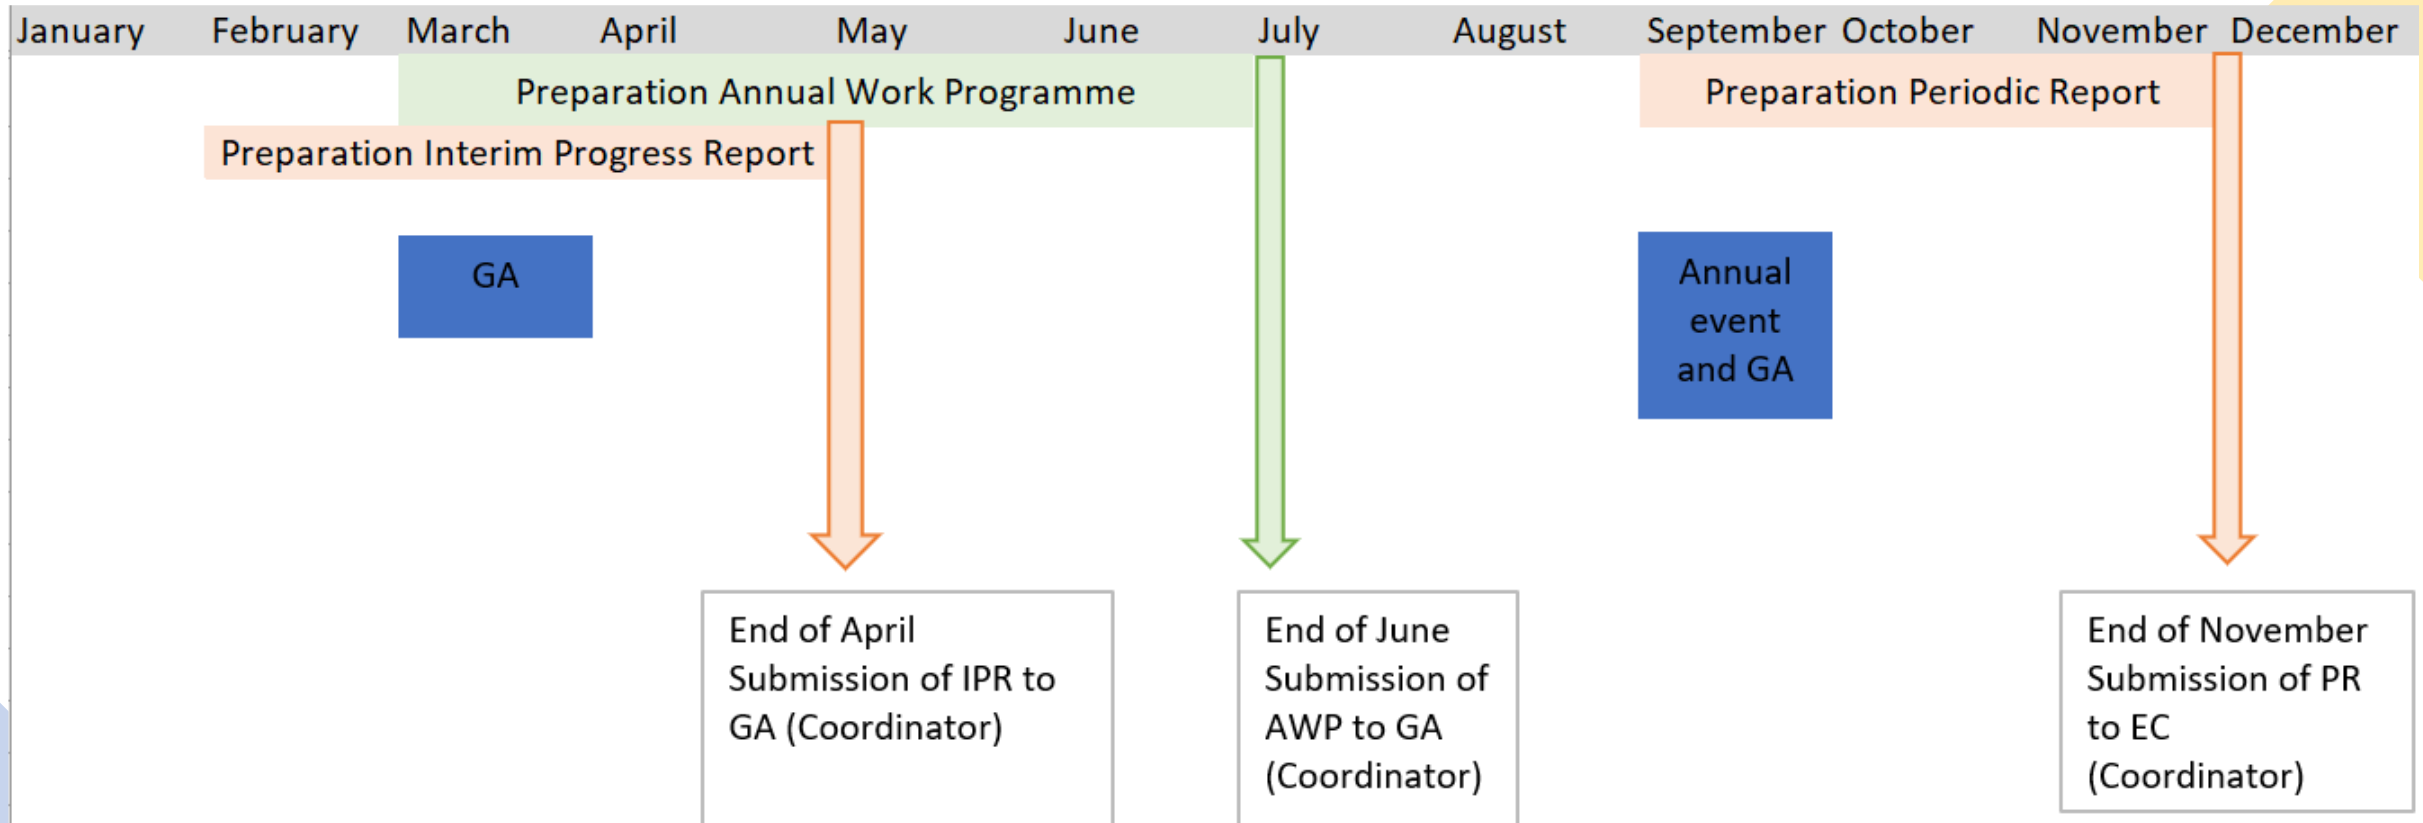 January February March April May June July August September October November December
Preparation Annual Work Programme
Preparation Periodic Report
Preparation Interim Progress Report
GA
Annual
event
and GA
End of April
Submission of IPR to
GA (Coordinator)
End of June
Submission of
AWP to GA
(Coordinator)
End of November
Submission of PR
to EC
(Coordinator)